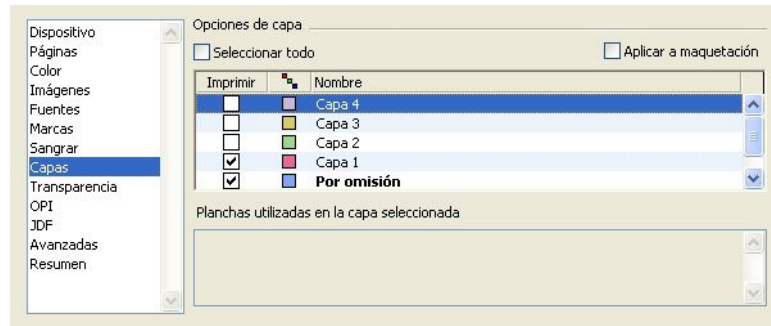 Dispositivo
Páginas
Color
Imágenes
Fuentes
Marcas
Sangrar
Capas
Transparencia
OPI
JDF
Avanzadas
Resumen
Opciones de capa
Seleccionar todo
Aplicar a maquetación
Imprimir Nombre
Capa 4
Capa 3
Capa 2
Capa 1
Por omisión
Planchas utilizadas en la capa seleccionada